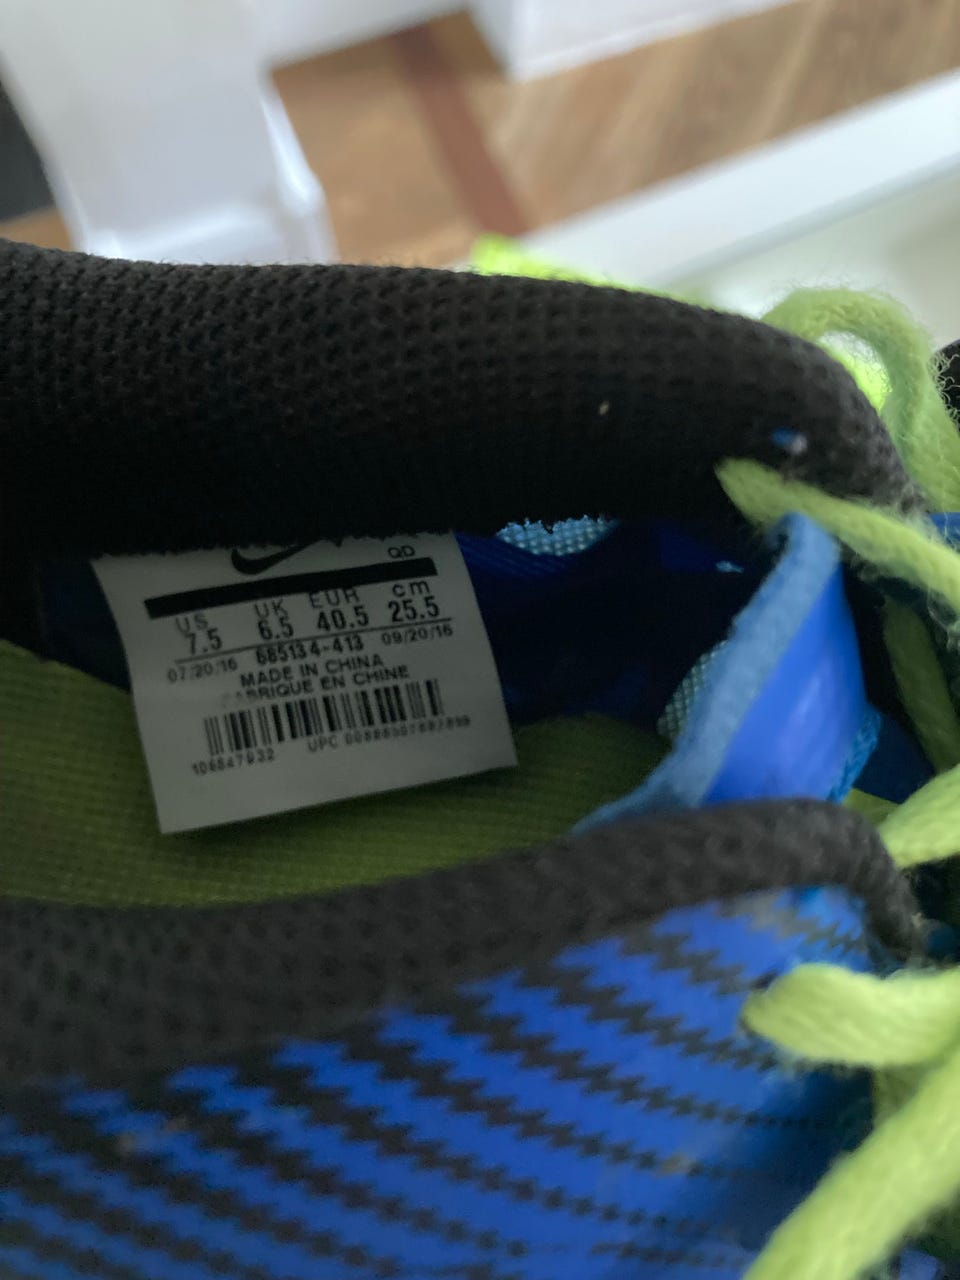 QD
US UK EUR cm
7.5 6.5 40.5 25.5
07/20/16 685134-413 09/20/16
MADE IN CHINA
FABRIQUE EN CHINE
UPC